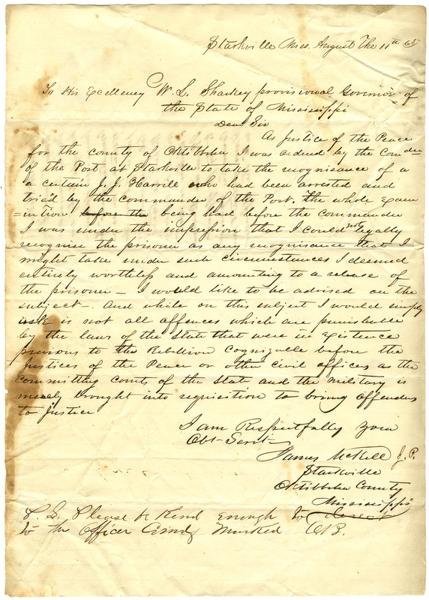 Starkville Miss August The 11th 65
To His Excellency W. L. Sharkey provisional Governor of
the State of Mississippi
Dear Sir
As Justice of the Peace
for the county of Oktibbeha I was ordered by the Comder
of the Post at Starkville to take the recognisance of a
a certain J. J. Harrill who had been arrested and
tried by the commander of the Post, the whole exam-
ination before the being had before the Commander
I was under the impression that I could legally
recognise the prisoner as any recognisance that I
might take under such circumstances I deemed
entirely worthless and amounting to a release of
the prisoner — I would like to be advised on the
subject — And while on this subject I would simply
ask is not all offences which are punishable
by the laws of the State that were in existence
previous to the Rebellion cognizable before the
Justices of the Peace or other civil offices as the
committing courts of the State and the Military is
merely brought into requisition to bring offenders
to Justice
I am Respectfully Your
Obt Servt
James McKell J. P.
Starkville
Oktibbeha County
Mississippi
P. S. Please be kind enough to
to the Officer Comdg